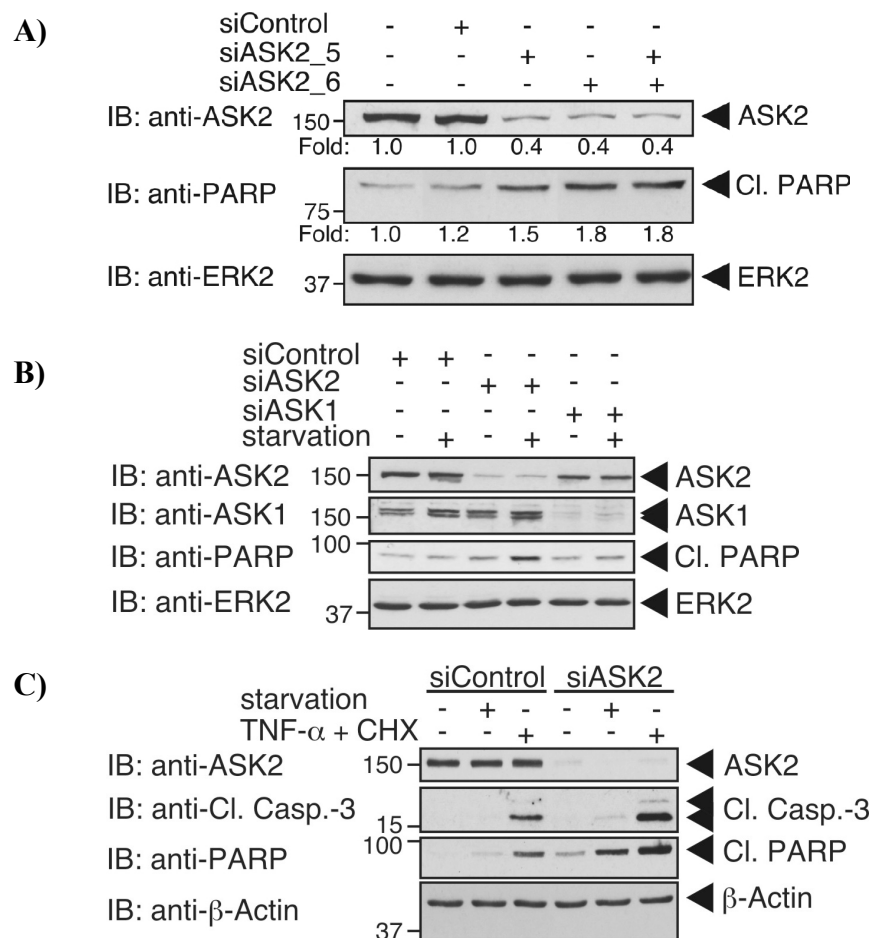 A)
siControl - + - - -
siASK2_5 - - + - +
siASK2_6 - - - + +
IB: anti-ASK2 150 ASK2
Fold: 1.0 1.0 0.4 0.4 0.4
IB: anti-PARP Cl. PARP
75
Fold: 1.0 1.2 1.5 1.8 1.8
IB: anti-ERK2 37 ERK2
B)
siControl + + - - - -
siASK2 - - + + - -
siASK1 - - - - + +
starvation - + - + - +
IB: anti-ASK2 150 ASK2
IB: anti-ASK1 150 ASK1
IB: anti-PARP 100 Cl. PARP
IB: anti-ERK2 37 ERK2
C)
siControl siASK2
starvation - + - - + -
TNF-α + CHX - - + - - +
IB: anti-ASK2 150 ASK2
IB: anti-Cl. Casp.-3 15 Cl. Casp.-3
IB: anti-PARP 100 Cl. PARP
IB: anti-β-Actin β-Actin
37